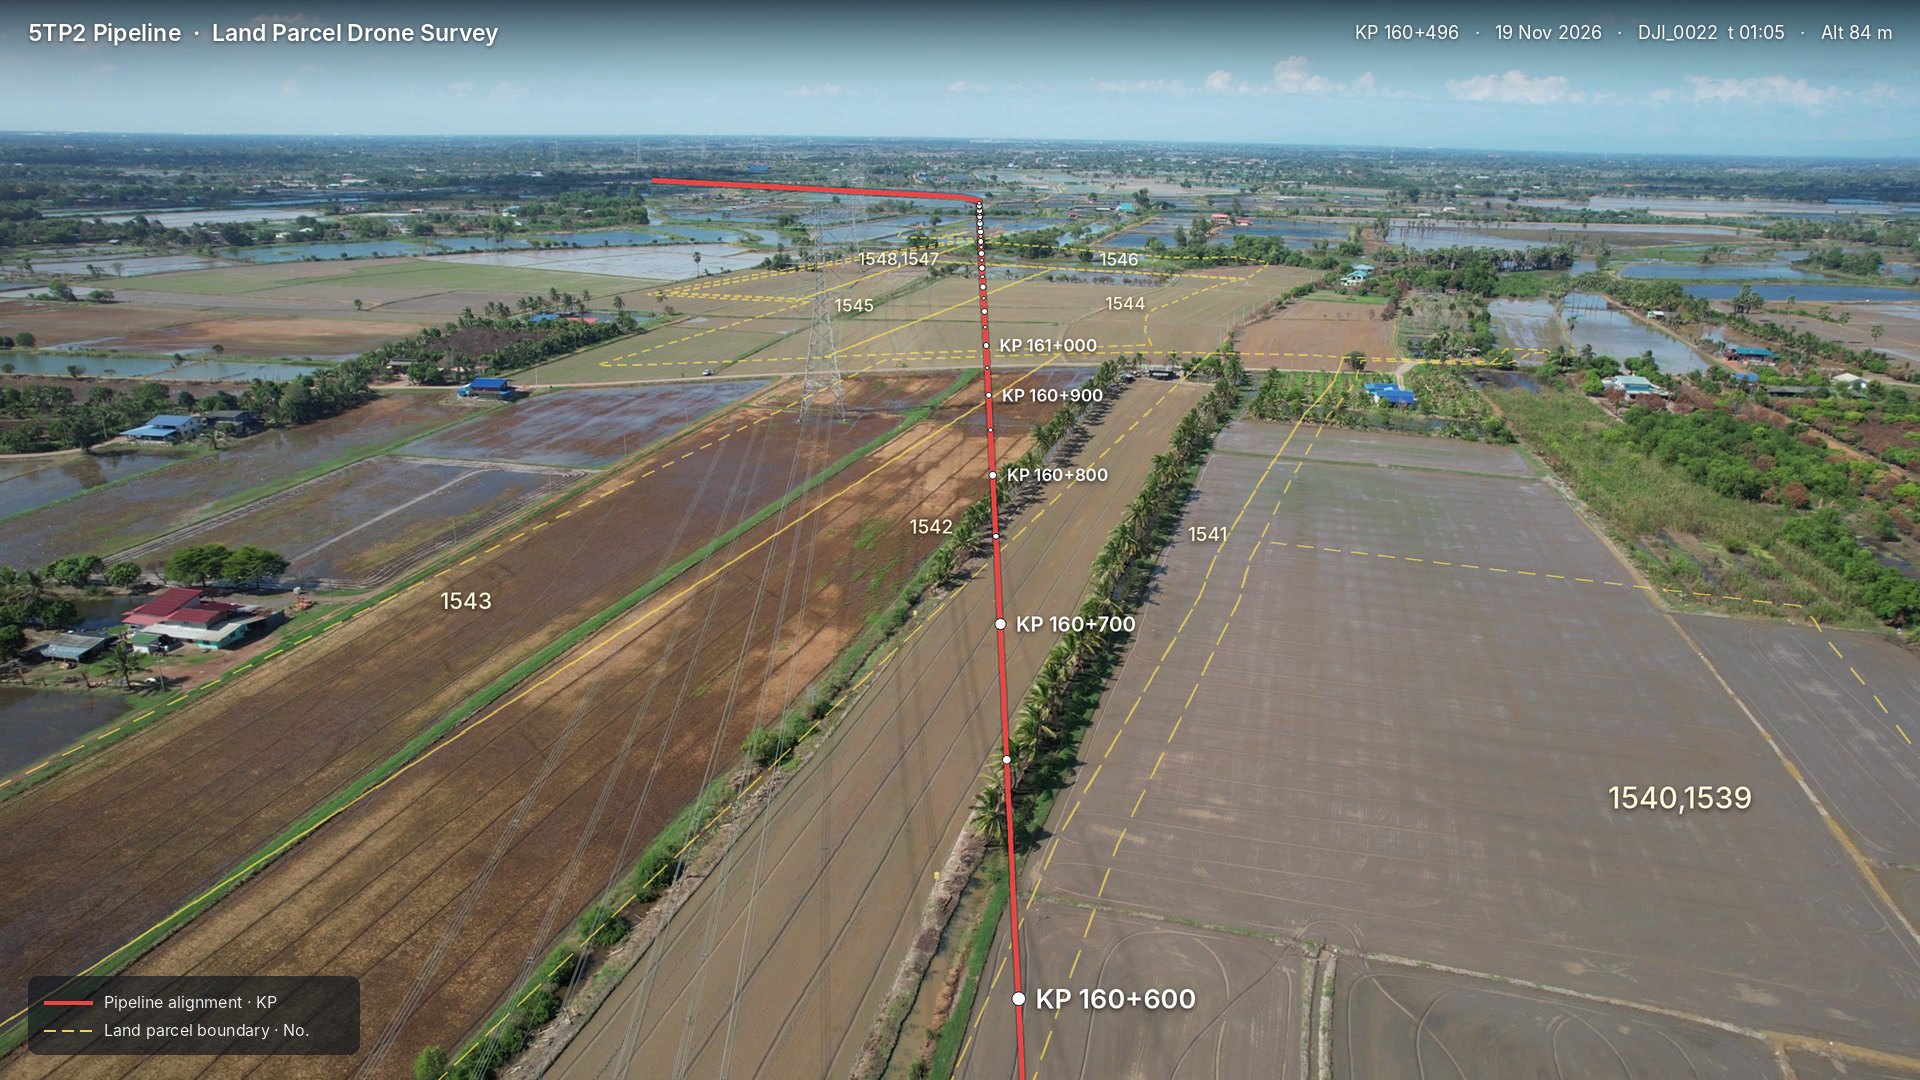 5TP2 Pipeline · Land Parcel Drone Survey
KP 160+496 · 19 Nov 2026 · DJI_0022 t 01:05 · Alt 84 m
1548,1547
1546
1545
1544
KP 161+000
KP 160+900
KP 160+800
1542
1541
1543
KP 160+700
1540,1539
KP 160+600
Pipeline alignment · KP
Land parcel boundary · No.